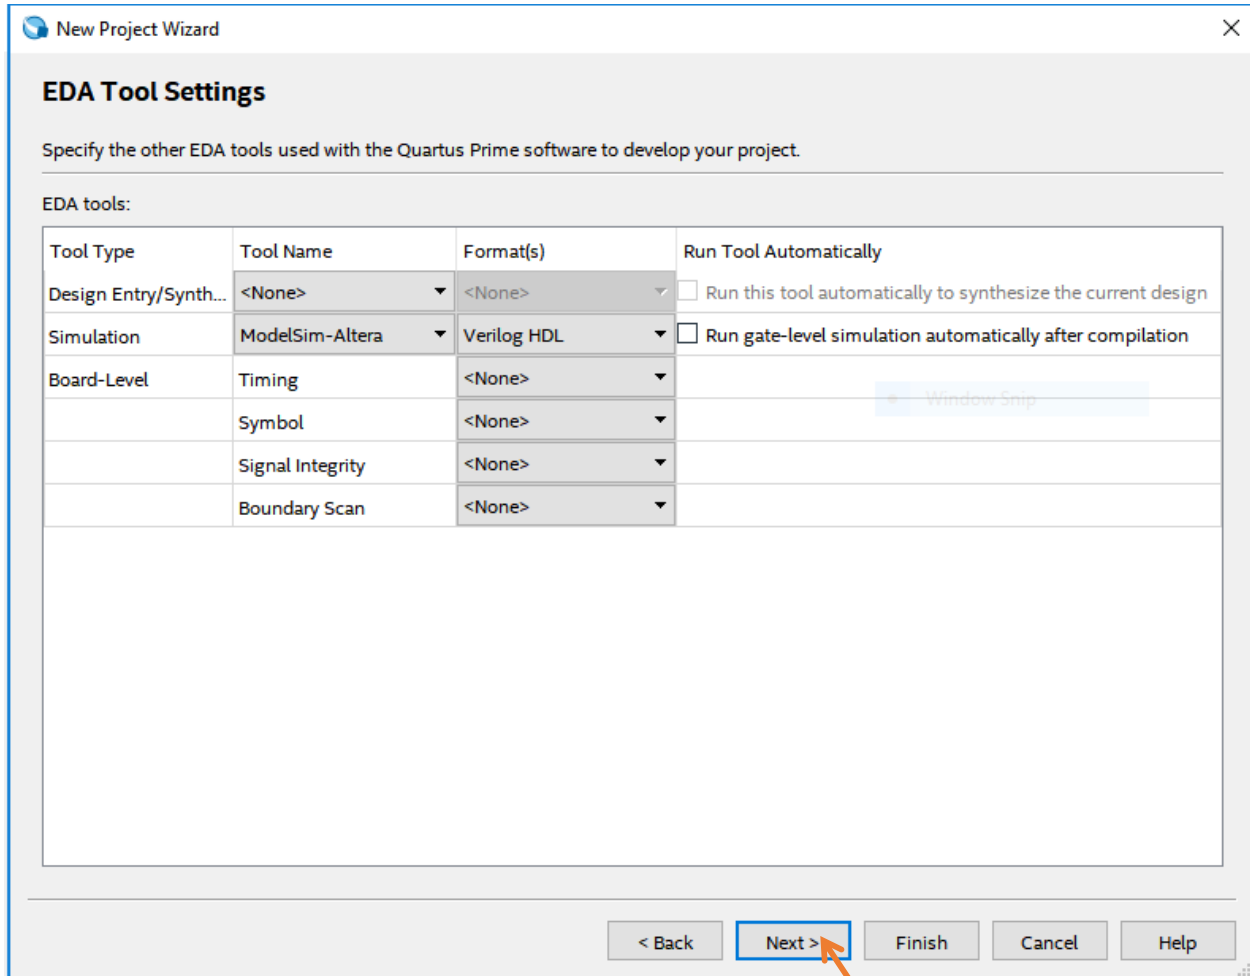 New Project Wizard
EDA Tool Settings
Specify the other EDA tools used with the Quartus Prime software to develop your project.
EDA tools:
Tool Type Tool Name Format(s) Run Tool Automatically
Design Entry/Synth... <None> <None> Run this tool automatically to synthesize the current design
Simulation ModelSim-Altera Verilog HDL Run gate-level simulation automatically after compilation
Board-Level Timing <None>
Window Snip
Symbol <None>
Signal Integrity <None>
Boundary Scan <None>
< Back Next > Finish Cancel Help